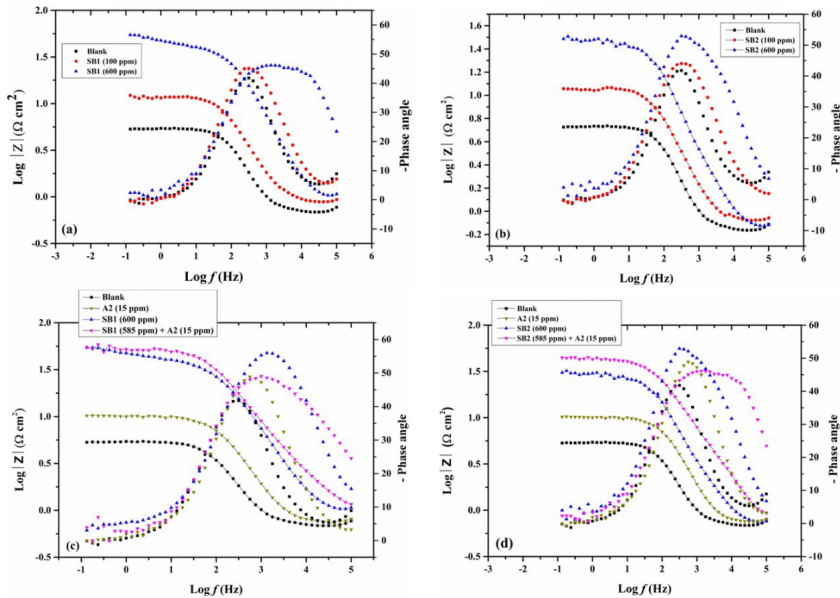 Blank
SB1 (100 ppm)
SB1 (600 ppm)
2.0
1.5
1.0
0.5
0.0
-0.5
Log |Z| (Ω cm²)
60
50
40
30
20
10
0
-10
-Phase angle
(a)
-3 -2 -1 0 1 2 3 4 5 6
Log f (Hz)
Blank
SB2 (100 ppm)
SB2 (600 ppm)
1.6
1.4
1.2
1.0
0.8
0.6
0.4
0.2
0.0
-0.2
Log |Z| (Ω cm²)
60
50
40
30
20
10
0
-10
-Phase angle
(b)
-3 -2 -1 0 1 2 3 4 5 6
Log f (Hz)
Blank
A2 (15 ppm)
SB1 (600 ppm)
SB1 (585 ppm) + A2 (15 ppm)
2.0
1.5
1.0
0.5
0.0
-0.5
Log |Z| (Ω cm²)
60
50
40
30
20
10
0
- Phase angle
(c)
-3 -2 -1 0 1 2 3 4 5
Log f (Hz)
Blank
A2 (15 ppm)
SB2 (600 ppm)
SB2 (585 ppm) + A2 (15 ppm)
2.0
1.5
1.0
0.5
0.0
-0.5
Log |Z| (Ω cm²)
60
50
40
30
20
10
0
-10
- Phase angle
(d)
-3 -2 -1 0 1 2 3 4 5 6
Log f (Hz)